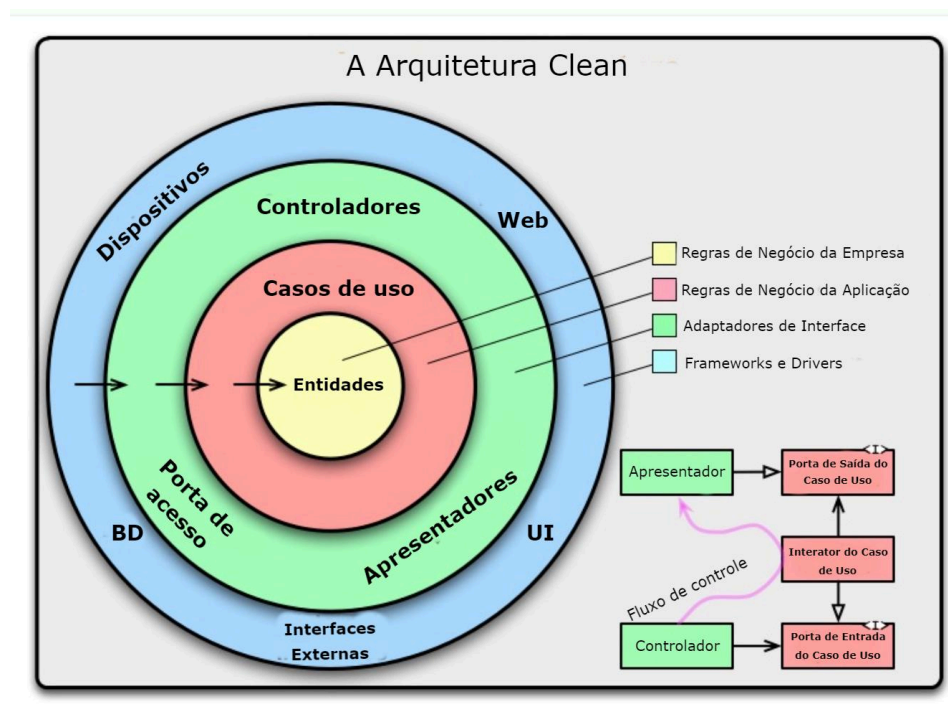 A Arquitetura Clean
Dispositivos
Controladores
Web
Casos de uso
Entidades
Porta de
acesso
Apresentadores
BD
UI
Interfaces
Externas
Regras de Negócio da Empresa
Regras de Negócio da Aplicação
Adaptadores de Interface
Frameworks e Drivers
Apresentador
<I>
Porta de Saída do
Caso de Uso
Interator do Caso
de Uso
Fluxo de controle
Controlador
<I>
Porta de Entrada
do Caso de Uso